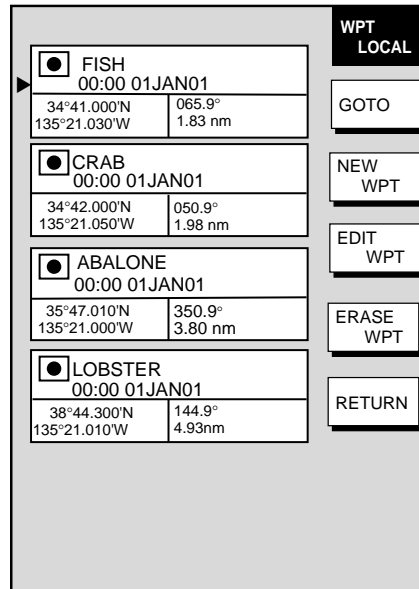 WPT
LOCAL
FISH
00:00 01JAN01
34°41.000'N 065.9°
135°21.030'W 1.83 nm
GOTO
CRAB
00:00 01JAN01
34°42.000'N 050.9°
135°21.050'W 1.98 nm
NEW
WPT
ABALONE
00:00 01JAN01
35°47.010'N 350.9°
135°21.000'W 3.80 nm
EDIT
WPT
LOBSTER
00:00 01JAN01
38°44.300'N 144.9°
135°21.010'W 4.93nm
ERASE
WPT
RETURN